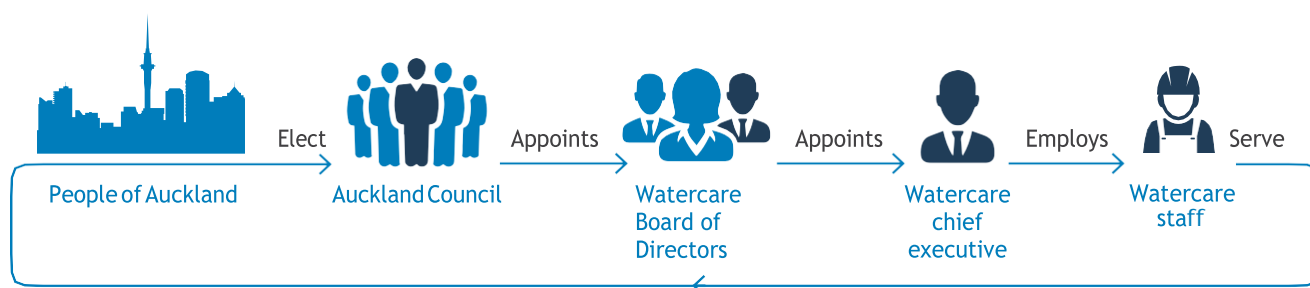 Elect
Appoints
Appoints
Employs
Serve
People of Auckland
Auckland Council
Watercare
Board of
Directors
Watercare
chief
executive
Watercare
staff